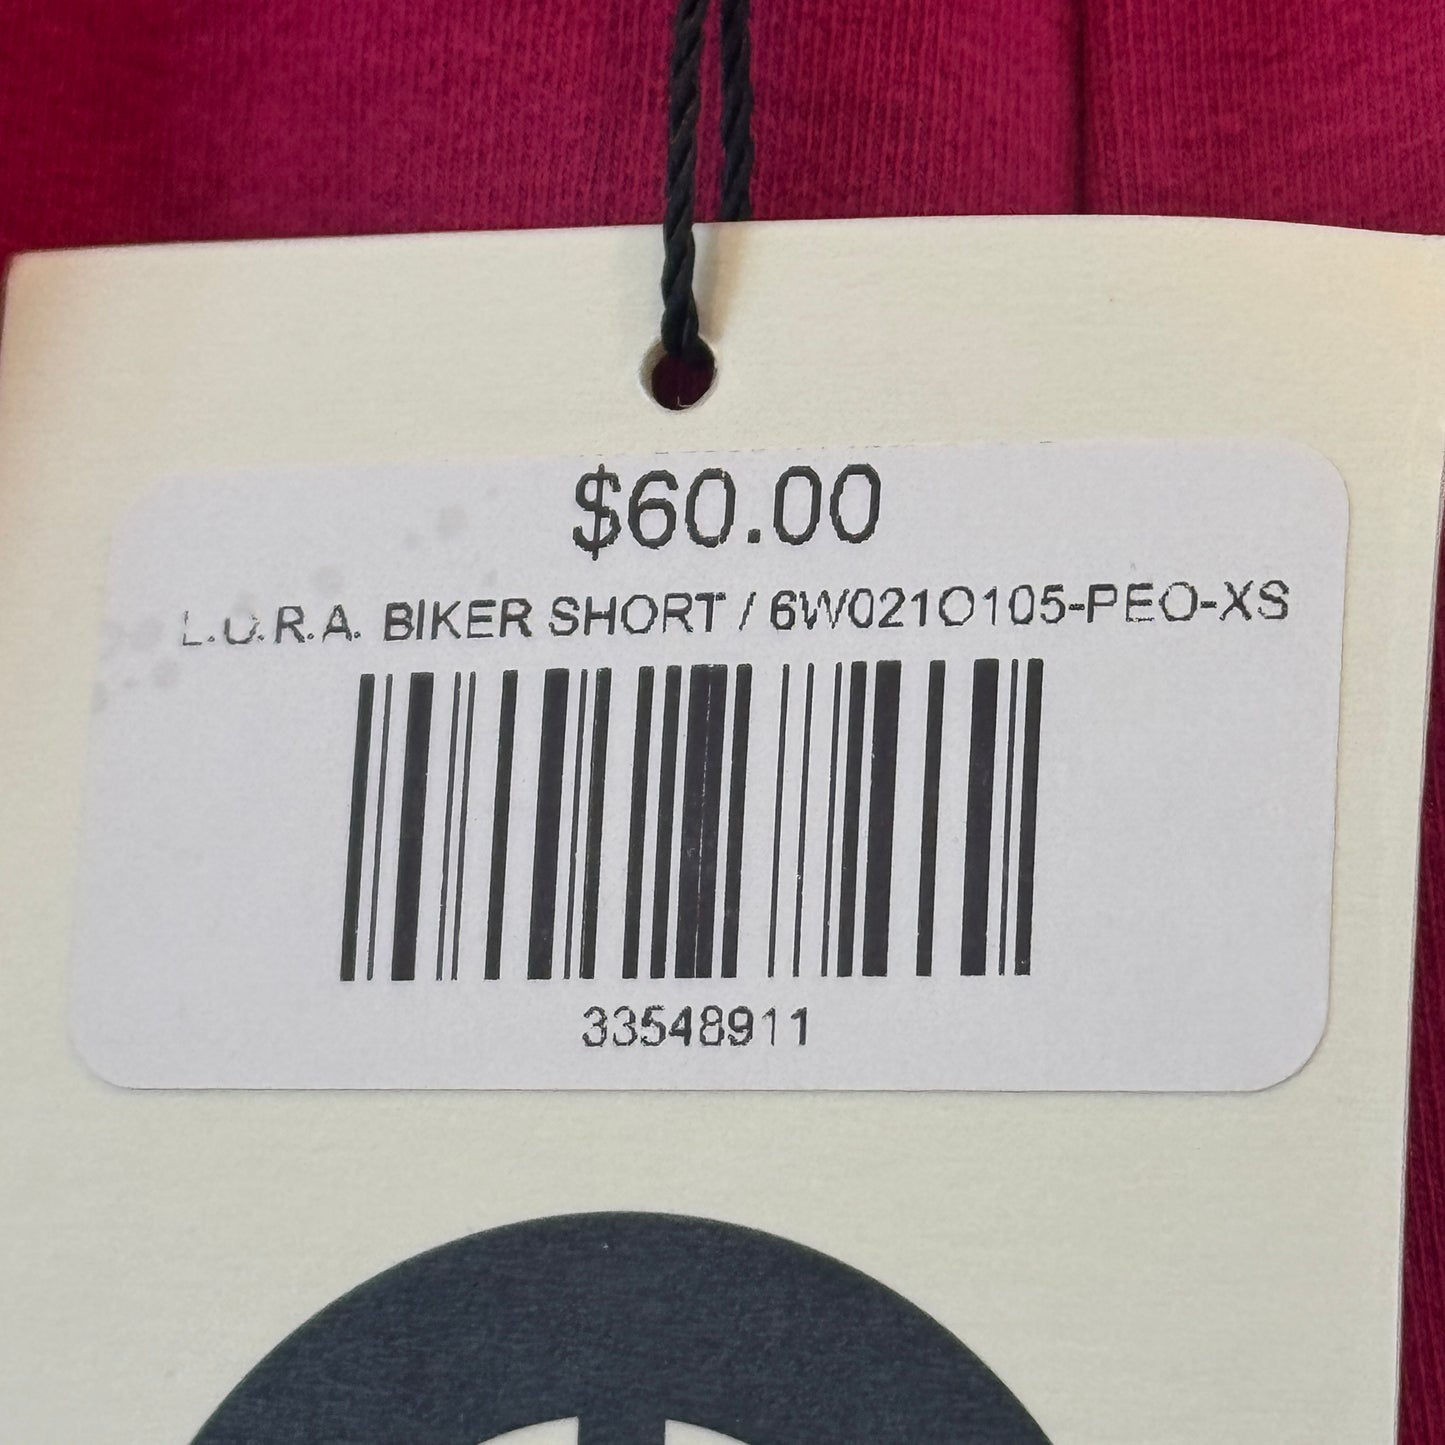 $60.00
L.U.R.A. BIKER SHORT / 6W021O105-PEO-XS
33548911